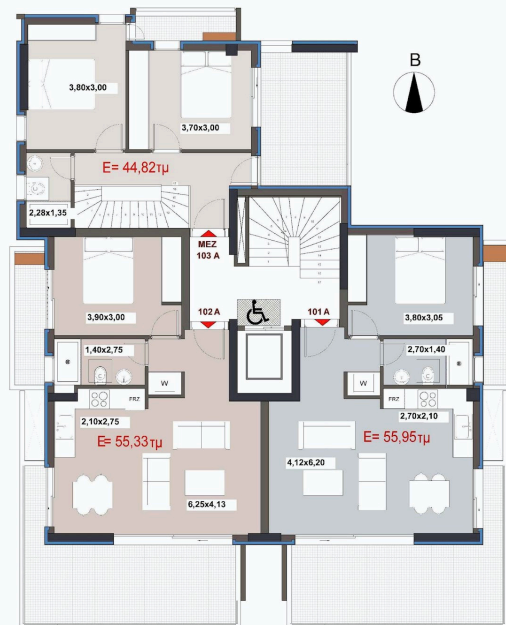 3,80x3,00
B
3,70x3,00
E= 44,82τμ
2,28x1,35
MEZ
103 A
102 A
101 A
3,90x3,00
3,80x3,05
1,40x2,75
2,70x1,40
W
W
FRZ
FRZ
2,10x2,75
2,70x2,10
E= 55,33τμ
E= 55,95τμ
4,12x6,20
6,25x4,13